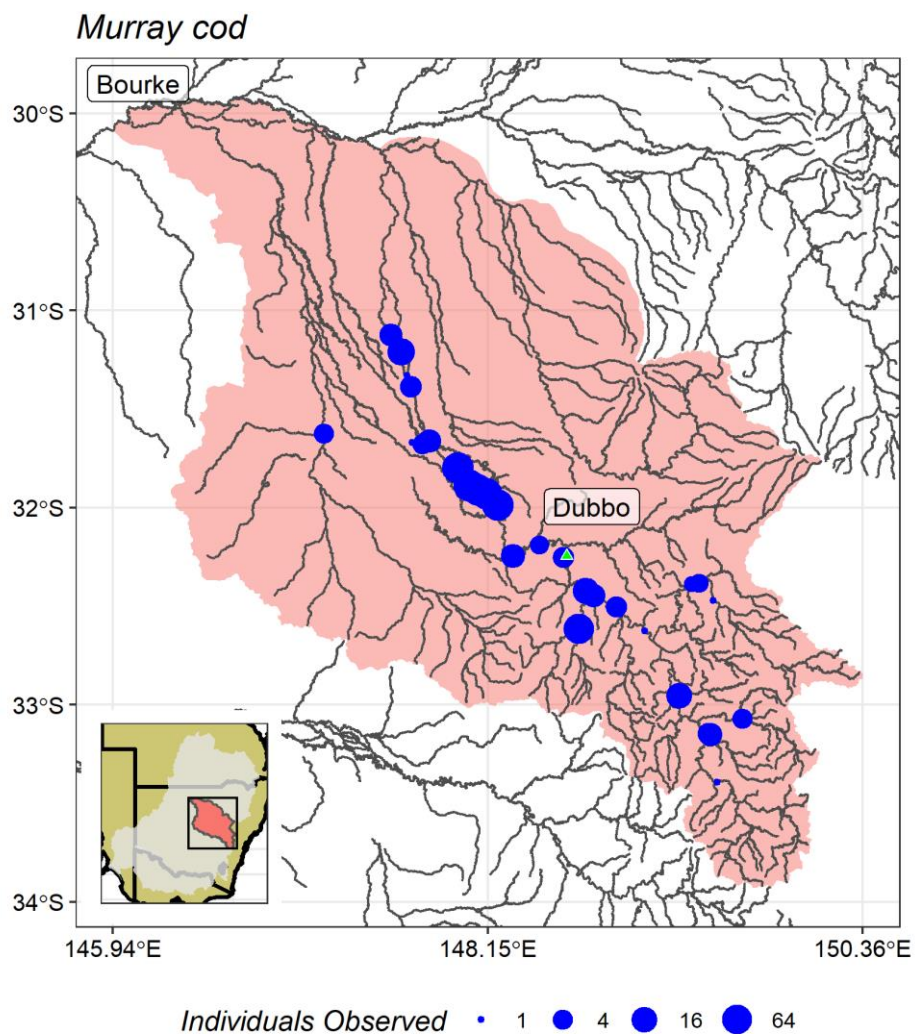 Murray cod
Bourke
30°S
31°S
32°S
Dubbo
33°S
34°S
145.94°E 148.15°E 150.36°E
Individuals Observed 1 4 16 64